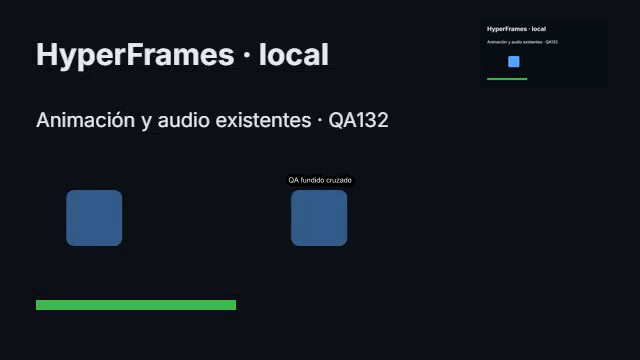 HyperFrames · local
Animación y audio existentes · QA132
HyperFrames · local
Animación y audio existentes · QA132
QA fundido cruzado